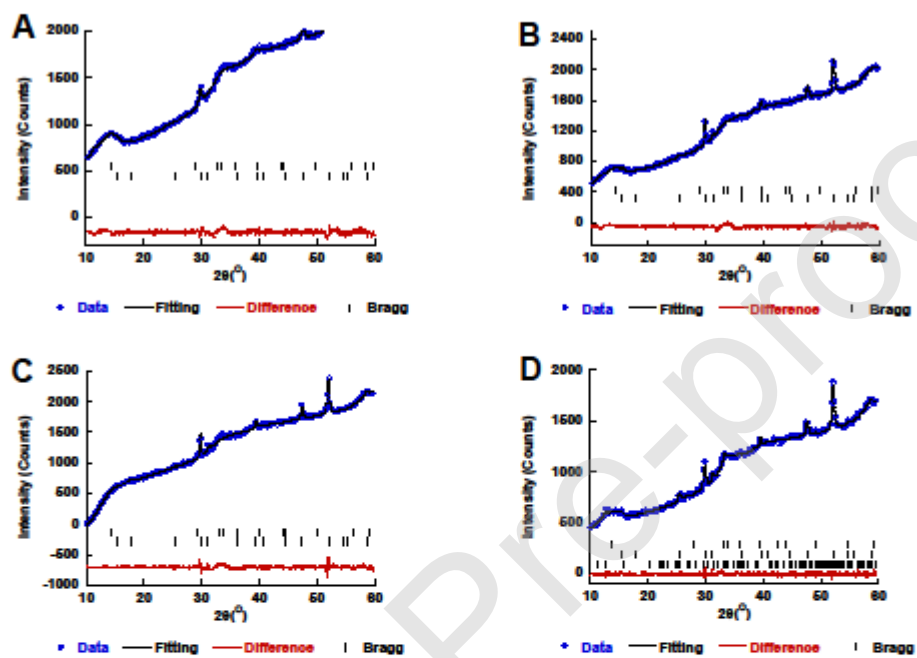 A
Intensity (Counts)
2000
1500
1000
500
0
10 20 30 40 50 60
2θ(°)
Data Fitting Difference Bragg
B
Intensity (Counts)
2400
2000
1600
1200
800
400
0
10 20 30 40 50 60
2θ(°)
Data Fitting Difference Bragg
C
Intensity (Counts)
2500
2000
1500
1000
500
0
-500
-1000
10 20 30 40 50 60
2θ(°)
Data Fitting Difference Bragg
D
Intensity (Counts)
2000
1500
1000
500
0
10 20 30 40 50 60
2θ(°)
Data Fitting Difference Bragg
Pre-proo